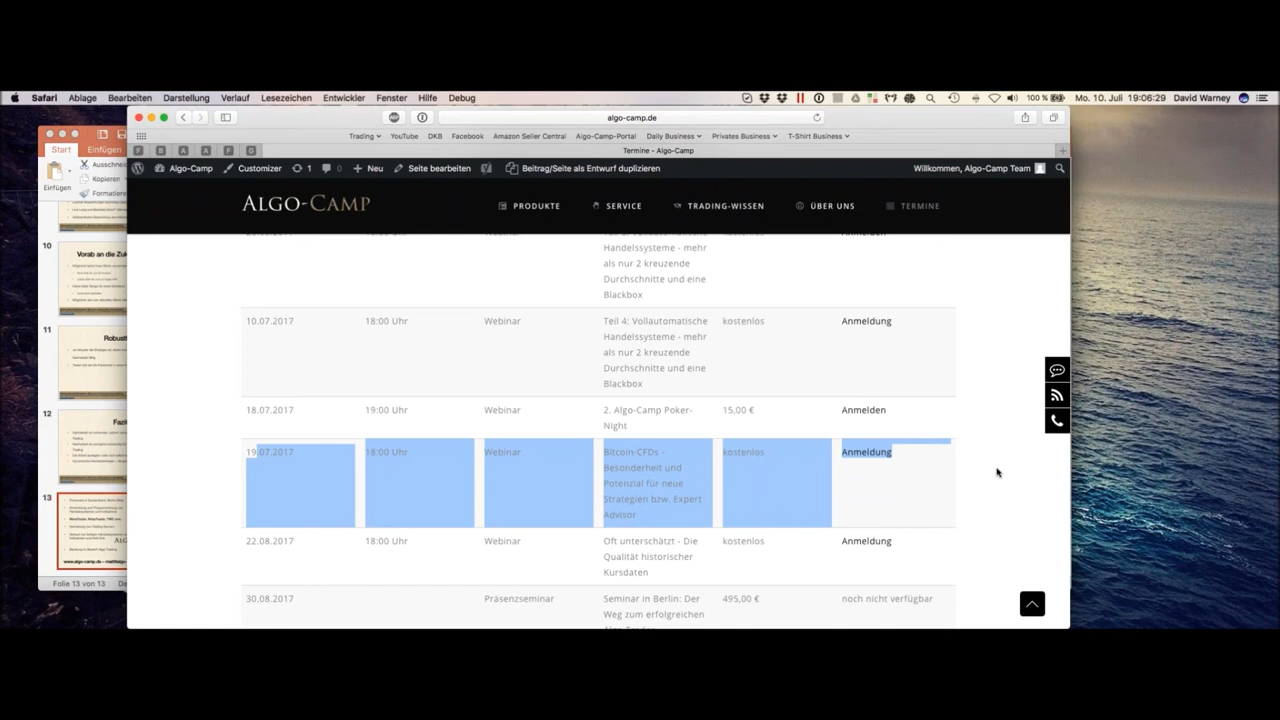 Safari Ablage Bearbeiten Darstellung Verlauf Lesezeichen Entwickler Fenster Hilfe Debug 100 % Mo. 10. Juli 19:06:29 David Warney
algo-camp.de
Trading YouTube DKB Facebook Amazon Seller Central Algo-Camp-Portal Daily Business Privates Business T-Shirt Business
F B A A F G Termine - Algo-Camp
Algo-Camp Customizer 1 0 Neu Seite bearbeiten Beitrag/Seite als Entwurf duplizieren Willkommen, Algo-Camp Team
ALGO-CAMP PRODUKTE SERVICE TRADING-WISSEN ÜBER UNS TERMINE
Start Einfügen
Ausschnei
Kopieren
Einfügen
Formatieren
10
Vorab an die Zuk
11
Robust
12
Fazi
13
Folie 13 von 13
Handelssysteme - mehr
als nur 2 kreuzende
Durchschnitte und eine
Blackbox
10.07.2017 18:00 Uhr Webinar Teil 4: Vollautomatische kostenlos Anmeldung
Handelssysteme - mehr
als nur 2 kreuzende
Durchschnitte und eine
Blackbox
18.07.2017 19:00 Uhr Webinar 2. Algo-Camp Poker- 15,00 € Anmelden
Night
19.07.2017 18:00 Uhr Webinar Bitcoin-CFDs - kostenlos Anmeldung
Besonderheit und
Potenzial für neue
Strategien bzw. Expert
Advisor
22.08.2017 18:00 Uhr Webinar Oft unterschätzt - Die kostenlos Anmeldung
Qualität historischer
Kursdaten
30.08.2017 Präsenzseminar Seminar in Berlin: Der 495,00 € noch nicht verfügbar
Weg zum erfolgreichen